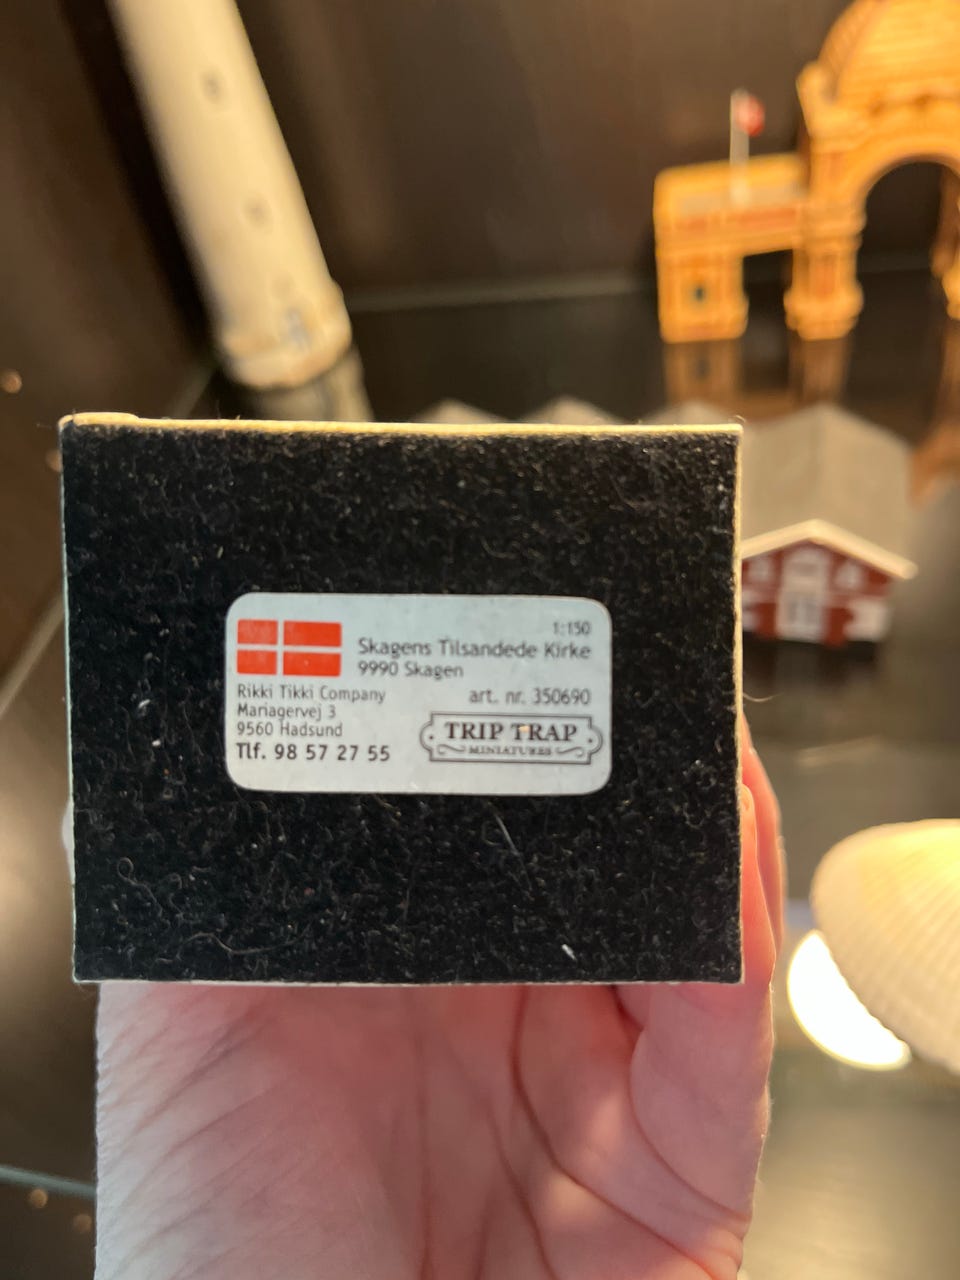 1:150
Skagens Tilsandede Kirke
9990 Skagen
Rikki Tikki Company
Mariagervej 3
9560 Hadsund
Tlf. 98 57 27 55
art. nr. 350690
TRIP TRAP
MINIATURES